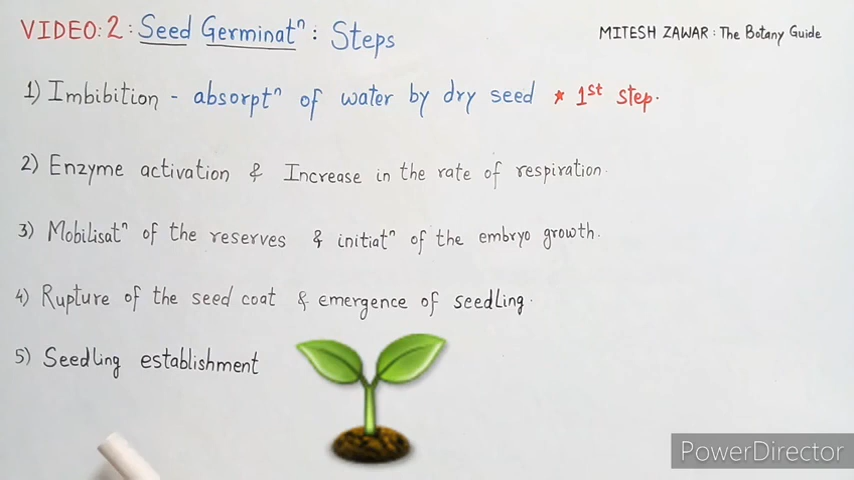 VIDEO: 2 : Seed Germinatⁿ : Steps
MITESH ZAWAR : The Botany Guide
1) Imbibition - absorptⁿ of water by dry seed * 1st step.
2) Enzyme activation & Increase in the rate of respiration.
3) Mobilisatⁿ of the reserves & initiatⁿ of the embryo growth.
4) Rupture of the seed coat & emergence of seedling.
5) Seedling establishment
PowerDirector